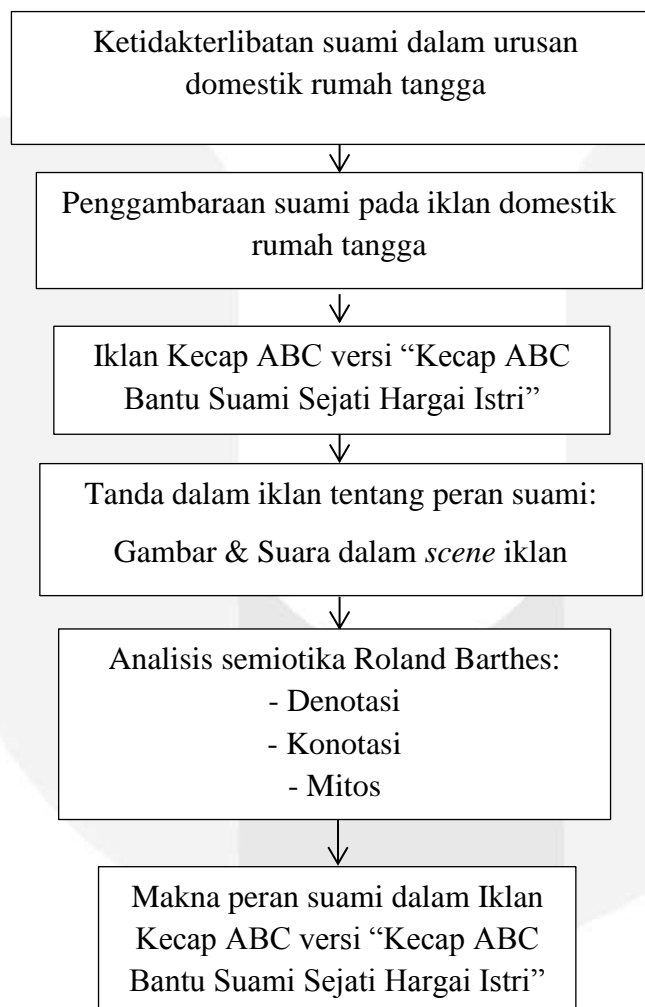 Ketidakterlibatan suami dalam urusan
domestik rumah tangga
Penggambaraan suami pada iklan domestik
rumah tangga
Iklan Kecap ABC versi “Kecap ABC
Bantu Suami Sejati Hargai Istri”
Tanda dalam iklan tentang peran suami:
Gambar & Suara dalam scene iklan
Analisis semiotika Roland Barthes:
- Denotasi
- Konotasi
- Mitos
Makna peran suami dalam Iklan
Kecap ABC versi “Kecap ABC
Bantu Suami Sejati Hargai Istri”